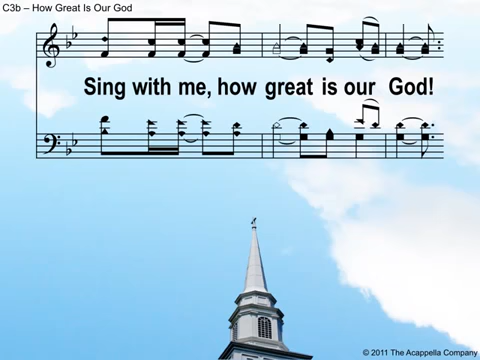 C3b – How Great Is Our God
Sing with me, how great is our God!
© 2011 The Acappella Company